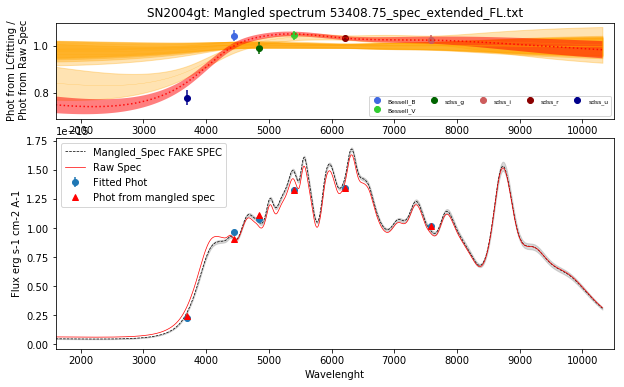 SN2004gt: Mangled spectrum 53408.75_spec_extended_FL.txt
Phot from LCfitting /
Phot from Raw Spec
1.0
0.8
Bessell_B
Bessell_V
sdss_g
sdss_i
sdss_r
sdss_u
2000
3000
4000
5000
6000
7000
8000
9000
10000
Flux erg s-1 cm-2 A-1
1.75
1.50
1.25
1.00
0.75
0.50
0.25
0.00
Mangled_Spec FAKE SPEC
Raw Spec
Fitted Phot
Phot from mangled spec
2000
3000
4000
5000
6000
7000
8000
9000
10000
Wavelenght